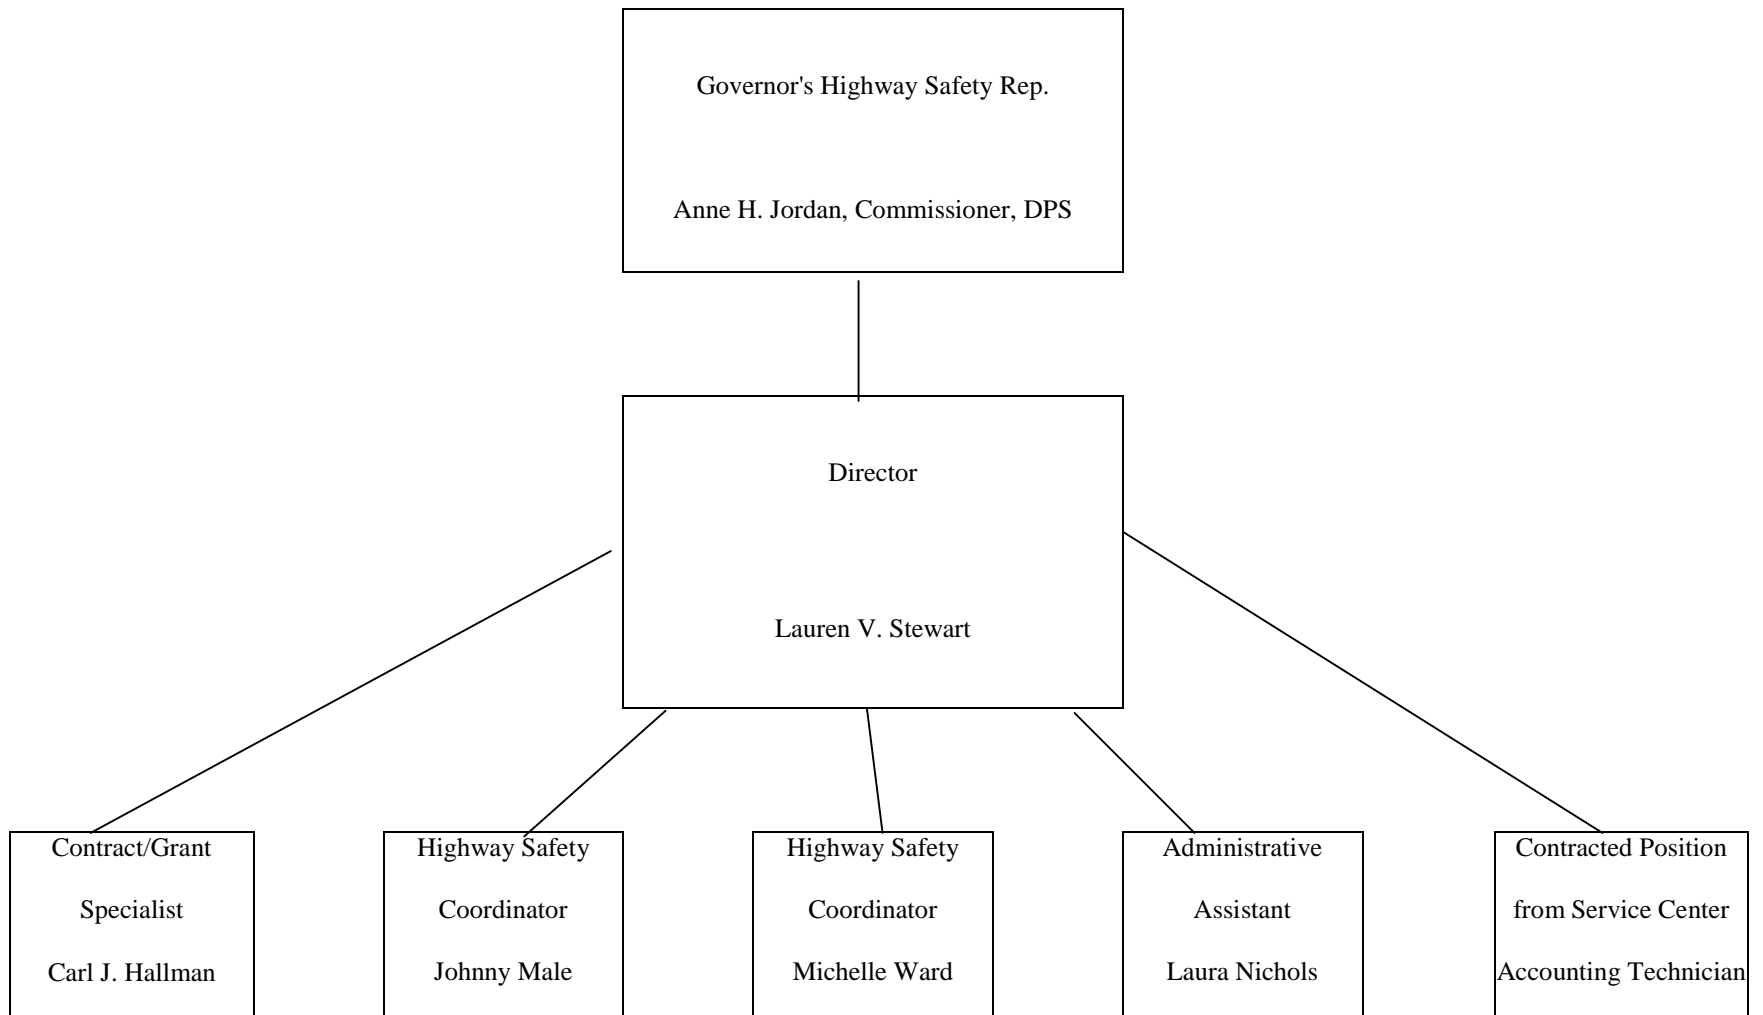 Governor's Highway Safety Rep.
Anne H. Jordan, Commissioner, DPS
Director
Lauren V. Stewart
Contract/Grant
Specialist
Carl J. Hallman
Highway Safety
Coordinator
Johnny Male
Highway Safety
Coordinator
Michelle Ward
Administrative
Assistant
Laura Nichols
Contracted Position
from Service Center
Accounting Technician